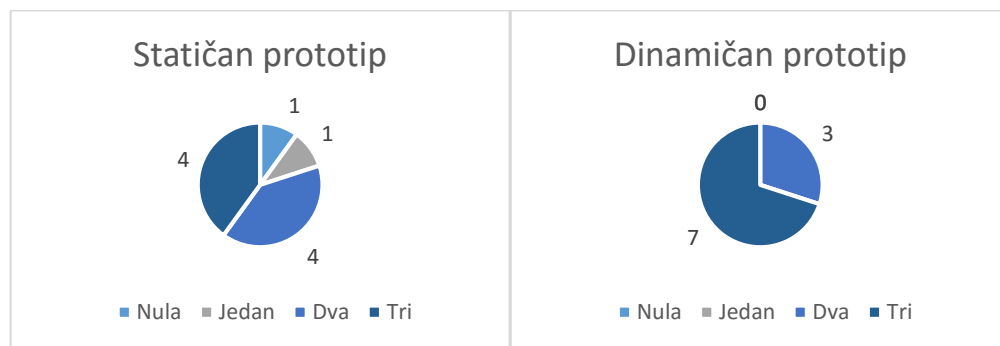 Statičan prototip
1
1
4
4
Nula Jedan Dva Tri
Dinamičan prototip
0
3
7
Nula Jedan Dva Tri